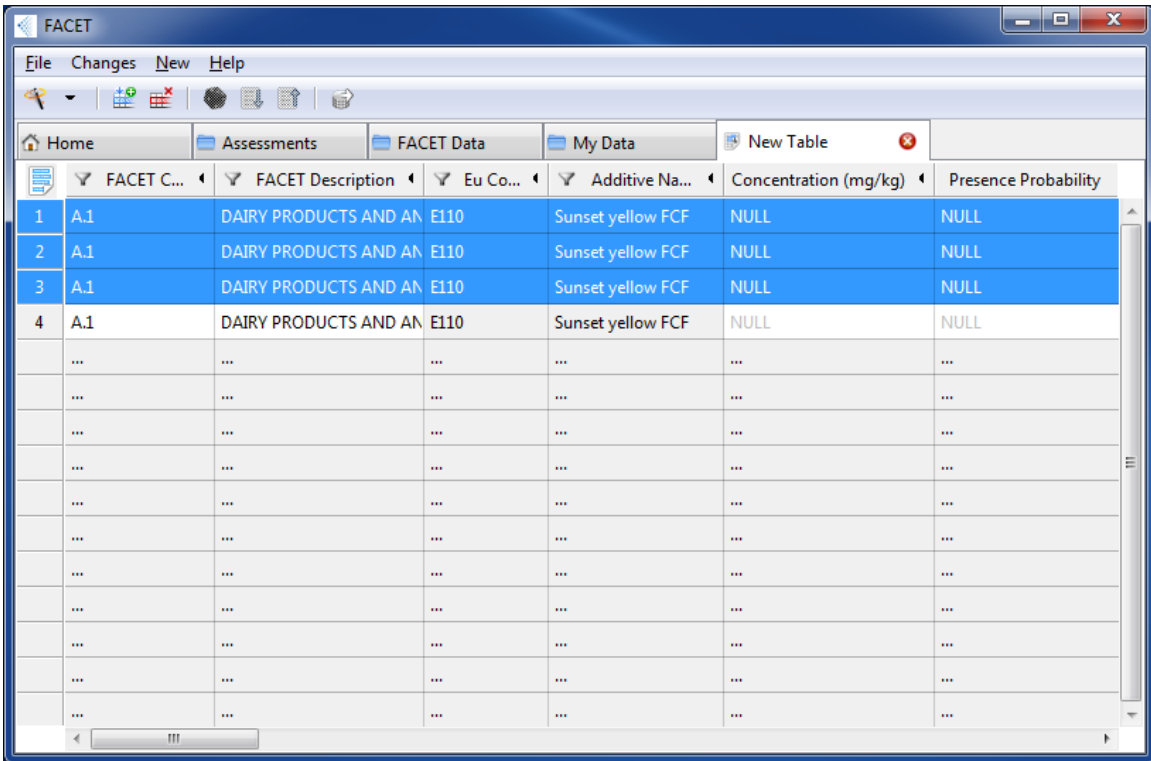 FACET
File Changes New Help
Home Assessments FACET Data My Data New Table
FACET C... FACET Description Eu Co... Additive Na... Concentration (mg/kg) Presence Probability
1 A.1 DAIRY PRODUCTS AND AN E110 Sunset yellow FCF NULL NULL
2 A.1 DAIRY PRODUCTS AND AN E110 Sunset yellow FCF NULL NULL
3 A.1 DAIRY PRODUCTS AND AN E110 Sunset yellow FCF NULL NULL
4 A.1 DAIRY PRODUCTS AND AN E110 Sunset yellow FCF NULL NULL
... ... ... ... ... ...
... ... ... ... ... ...
... ... ... ... ... ...
... ... ... ... ... ...
... ... ... ... ... ...
... ... ... ... ... ...
... ... ... ... ... ...
... ... ... ... ... ...
... ... ... ... ... ...
... ... ... ... ... ...
... ... ... ... ... ...